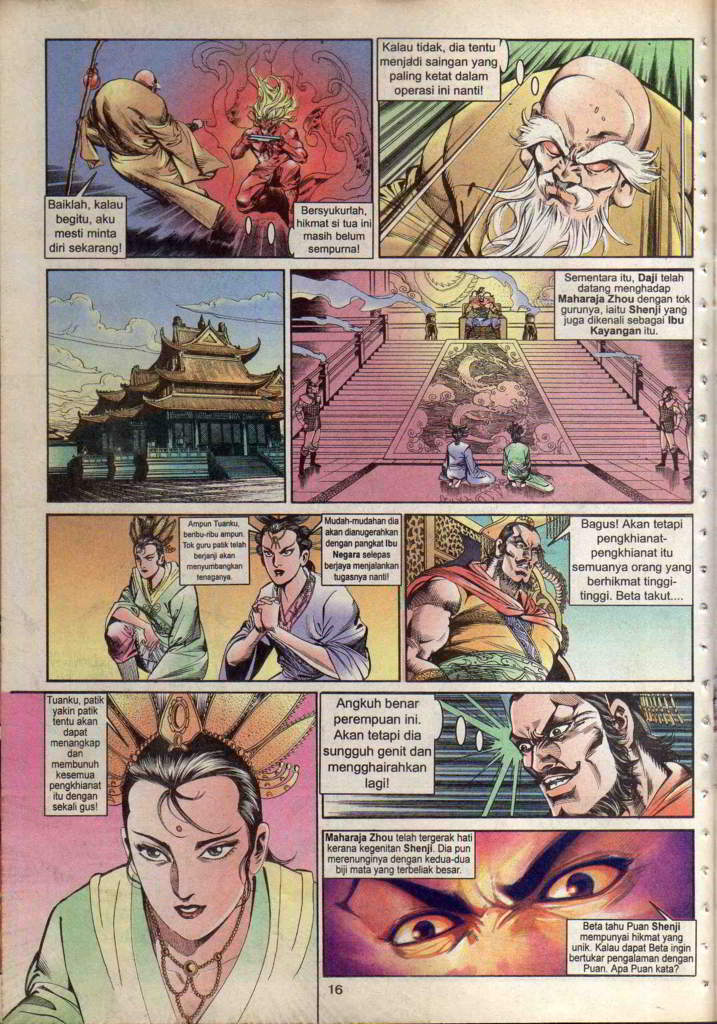 Baiklah, kalau
begitu, aku
mesti minta
diri sekarang!
Bersyukurlah,
hikmat si tua ini
masih belum
sempurna!
Kalau tidak, dia tentu
menjadi saingan yang
paling ketat dalam
operasi ini nanti!
Sementara itu, Daji telah
datang menghadap
Maharaja Zhou dengan tok
gurunya, iaitu Shenji yang
juga dikenali sebagai Ibu
Kayangan itu.
Ampun Tuanku,
beribu-ribu ampun.
Tok guru patik telah
berjanji akan
menyumbangkan
tenaganya.
Mudah-mudahan dia
akan dianugerahkan
dengan pangkat Ibu
Negara selepas
berjaya menjalankan
tugasnya nanti!
Bagus! Akan tetapi
pengkhianat-
pengkhianat itu
semuanya orang yang
berhikmat tinggi-
tinggi. Beta takut....
Tuanku, patik
yakin patik
tentu akan
dapat
menangkap
dan
membunuh
kesemua
pengkhianat
itu dengan
sekali gus!
Angkuh benar
perempuan ini.
Akan tetapi dia
sungguh genit dan
mengghairahkan
lagi!
Maharaja Zhou telah tergerak hati
kerana kegenitan Shenji. Dia pun
merenunginya dengan kedua-dua
biji mata yang terbeliak besar.
Beta tahu Puan Shenji
mempunyai hikmat yang
unik. Kalau dapat Beta ingin
bertukar pengalaman dengan
Puan. Apa Puan kata?
16